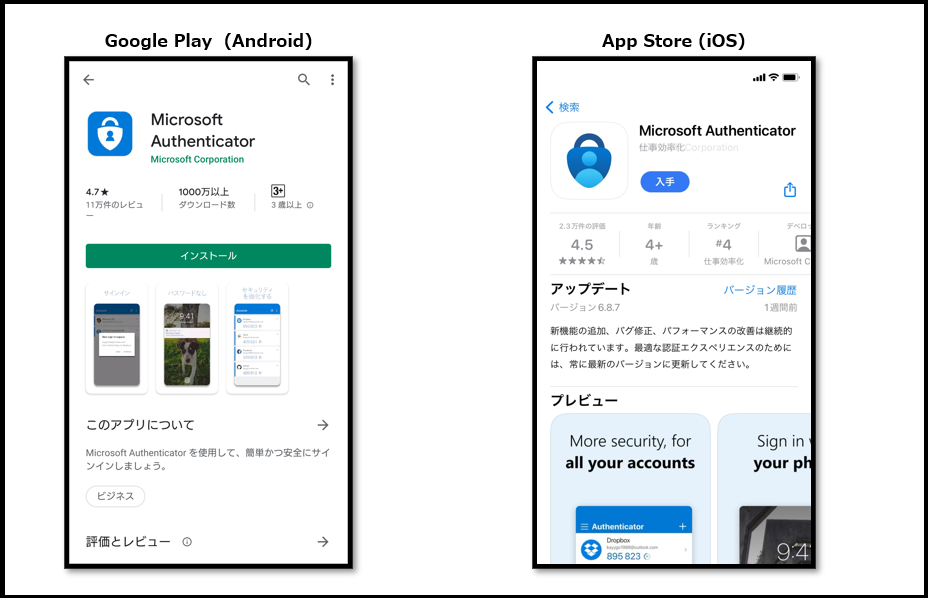 Google Play（Android）
Microsoft
Authenticator
Microsoft Corporation
4.7★
11万件のレビュ
ー
1000万以上
ダウンロード数
3+
3 歳以上
インストール
サインイン
パスワードなし
セキュリティ
を強化する
9:41
このアプリについて
Microsoft Authenticator を使用して、簡単かつ安全にサイ
ンインしましょう。
ビジネス
評価とレビュー
App Store (iOS)
検索
Microsoft Authenticator
仕事効率化Corporation
入手
2.3万件の評価
4.5
年齢
4+
歳
ランキング
#4
仕事効率化
デベロッ
Microsoft C
アップデート
バージョン履歴
バージョン6.8.7
1週間前
新機能の追加、バグ修正、パフォーマンスの改善は継続的
に行われています。最適な認証エクスペリエンスのために
は、常に最新のバージョンに更新してください。
プレビュー
More security, for
all your accounts
Authenticator
Dropbox
895 823
Sign in w
your ph
9:4